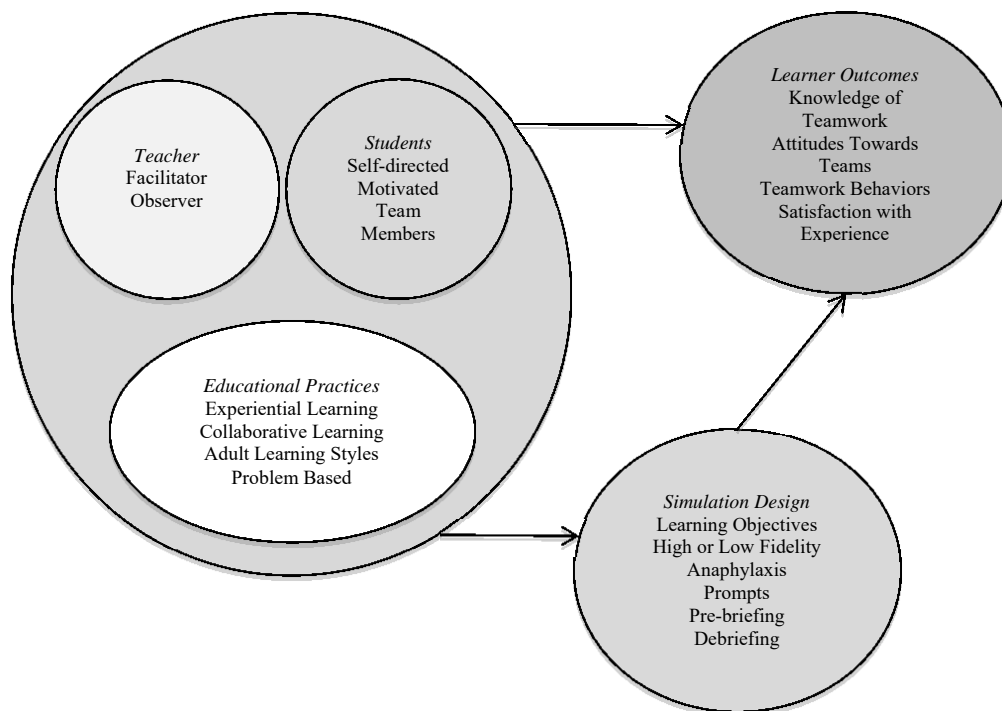 Teacher
Facilitator
Observer
Students
Self-directed
Motivated
Team
Members
Learner Outcomes
Knowledge of
Teamwork
Attitudes Towards
Teams
Teamwork Behaviors
Satisfaction with
Experience
Educational Practices
Experiential Learning
Collaborative Learning
Adult Learning Styles
Problem Based
Simulation Design
Learning Objectives
High or Low Fidelity
Anaphylaxis
Prompts
Pre-briefing
Debriefing